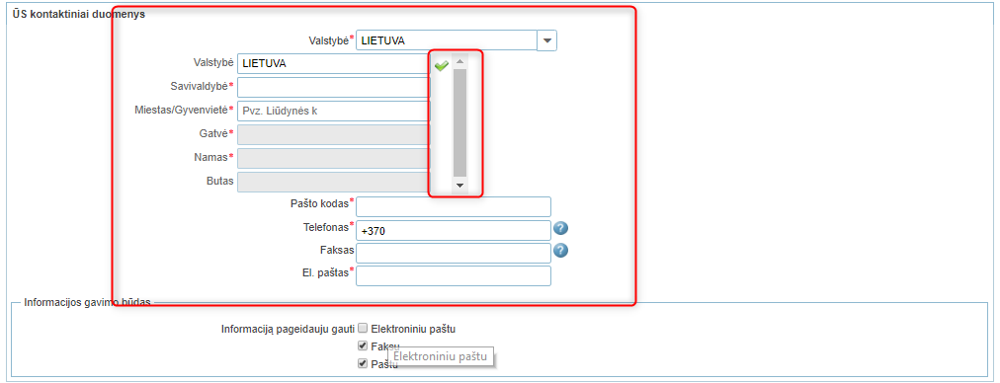 ŪS kontaktiniai duomenys
Valstybė* LIETUVA
Valstybė LIETUVA
Savivaldybė*
Miestas/Gyvenvietė* Pvz. Liūdynės k
Gatvė*
Namas*
Butas
Pašto kodas*
Telefonas* +370 ?
Faksas ?
El. paštas*
Informacijos gavimo būdas
Informaciją pageidauju gauti Elektroniniu paštu
Faksu
Elektroniniu paštu
Paštu